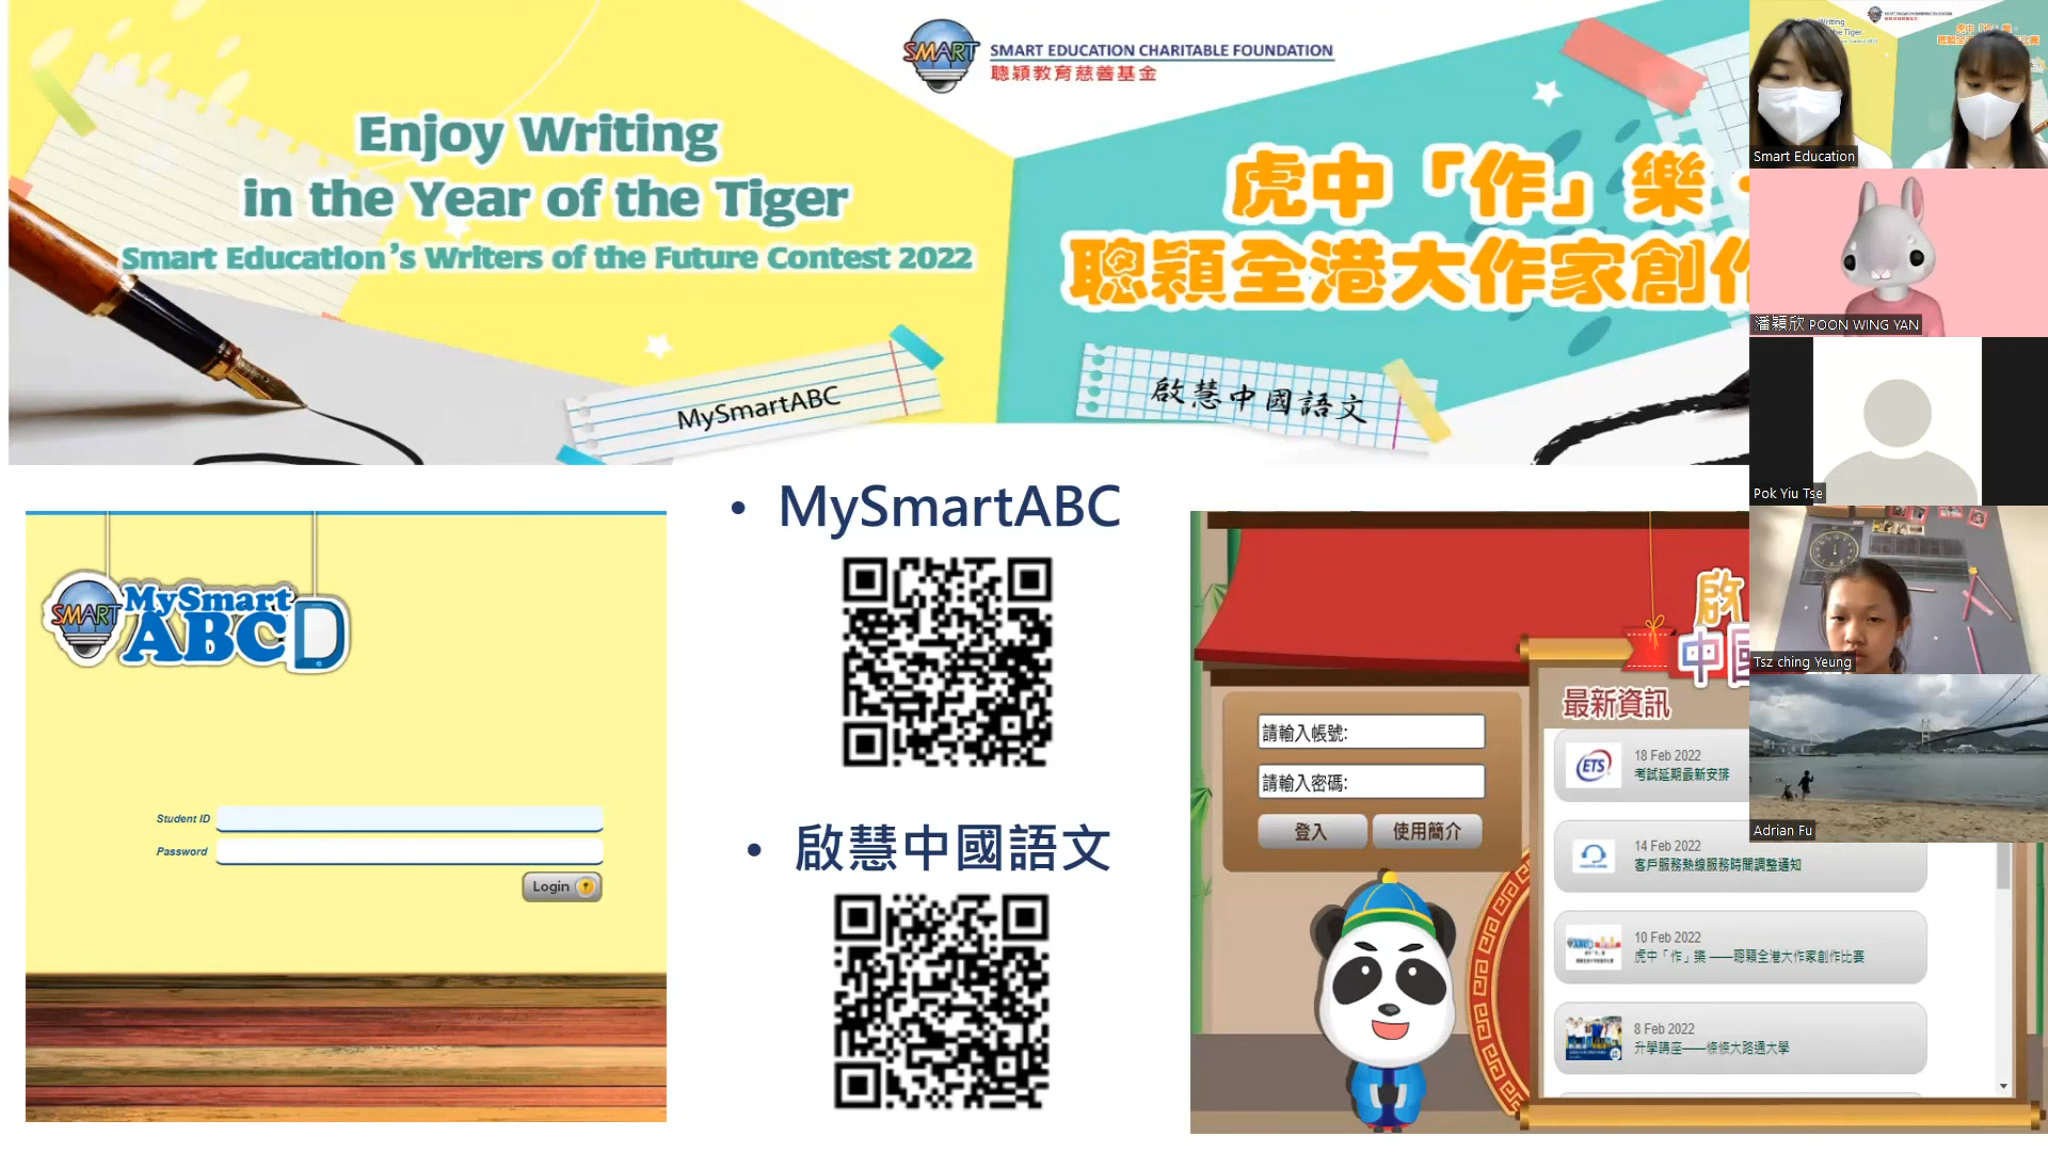 SMART
SMART EDUCATION CHARITABLE FOUNDATION
聰穎教育慈善基金
Enjoy Writing
in the Year of the Tiger
Smart Education's Writers of the Future Contest 2022
虎中「作」樂
聰穎全港大作家創作
MySmartABC
啟慧中國語文
Smart Education
潘穎欣 POON WING YAN
Pok Yiu Tse
Tsz ching Yeung
Adrian Fu
• MySmartABC
• 啟慧中國語文
SMART
MySmart
ABCD
Student ID
Password
Login
啟
中國
請輸入帳號:
請輸入密碼:
登入
使用簡介
最新資訊
ETS
18 Feb 2022
考試延期最新安排
14 Feb 2022
客戶服務熱線服務時間調整通知
10 Feb 2022
虎中「作」樂 ——聰穎全港大作家創作比賽
8 Feb 2022
升學講座——條條大路通大學